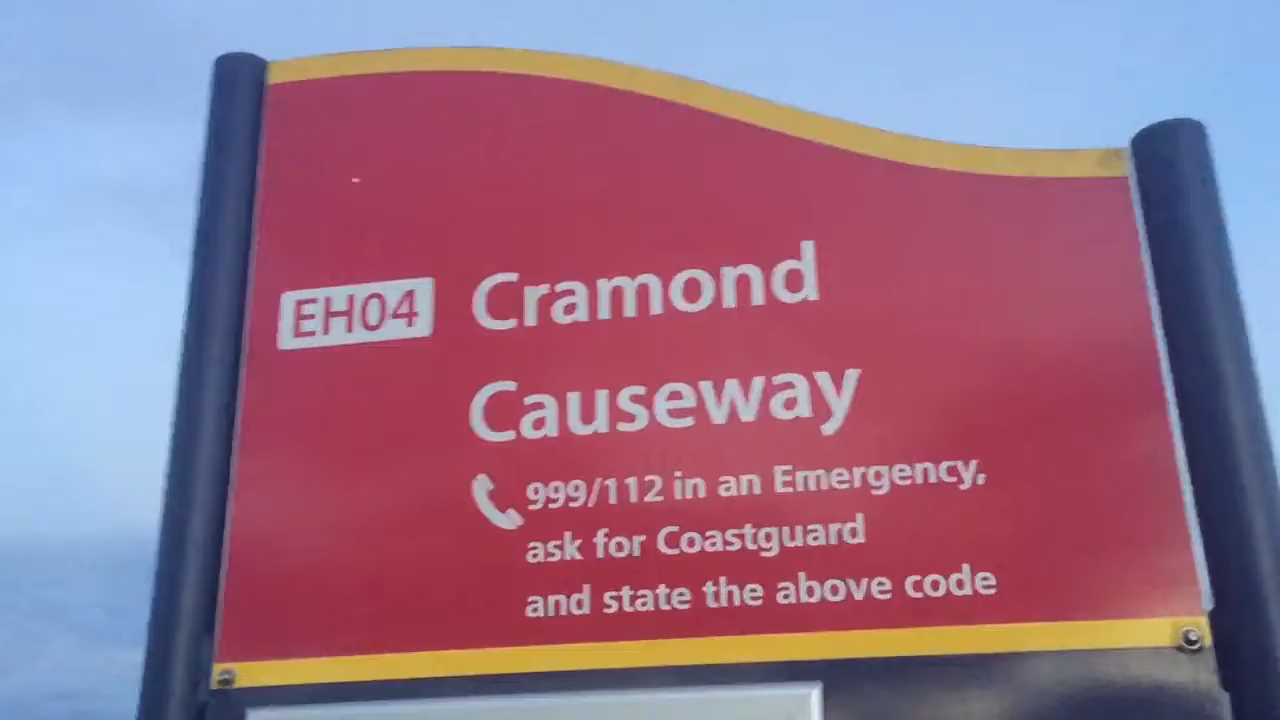 EH04 Cramond
Causeway
999/112 in an Emergency,
ask for Coastguard
and state the above code